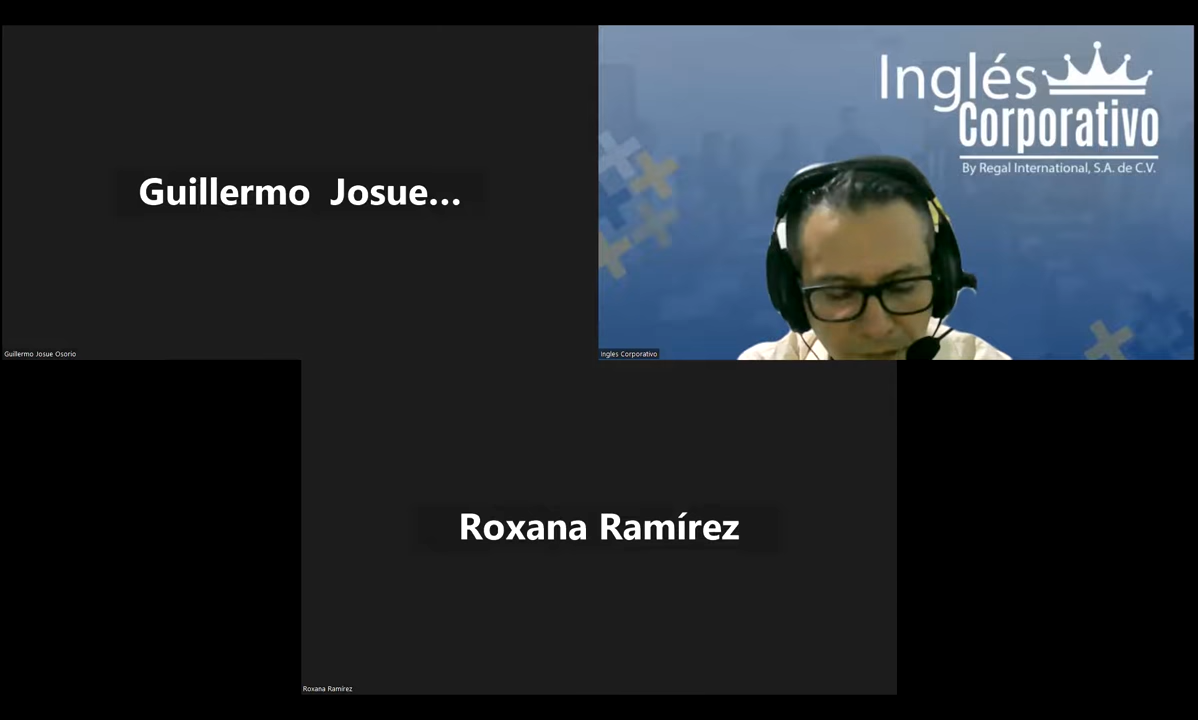 Guillermo  Josue...
Guillermo Josue Osorio
Inglés
Corporativo
By Regal International, S.A. de C.V.
Ingles Corporativo
Roxana Ramírez
Roxana Ramírez